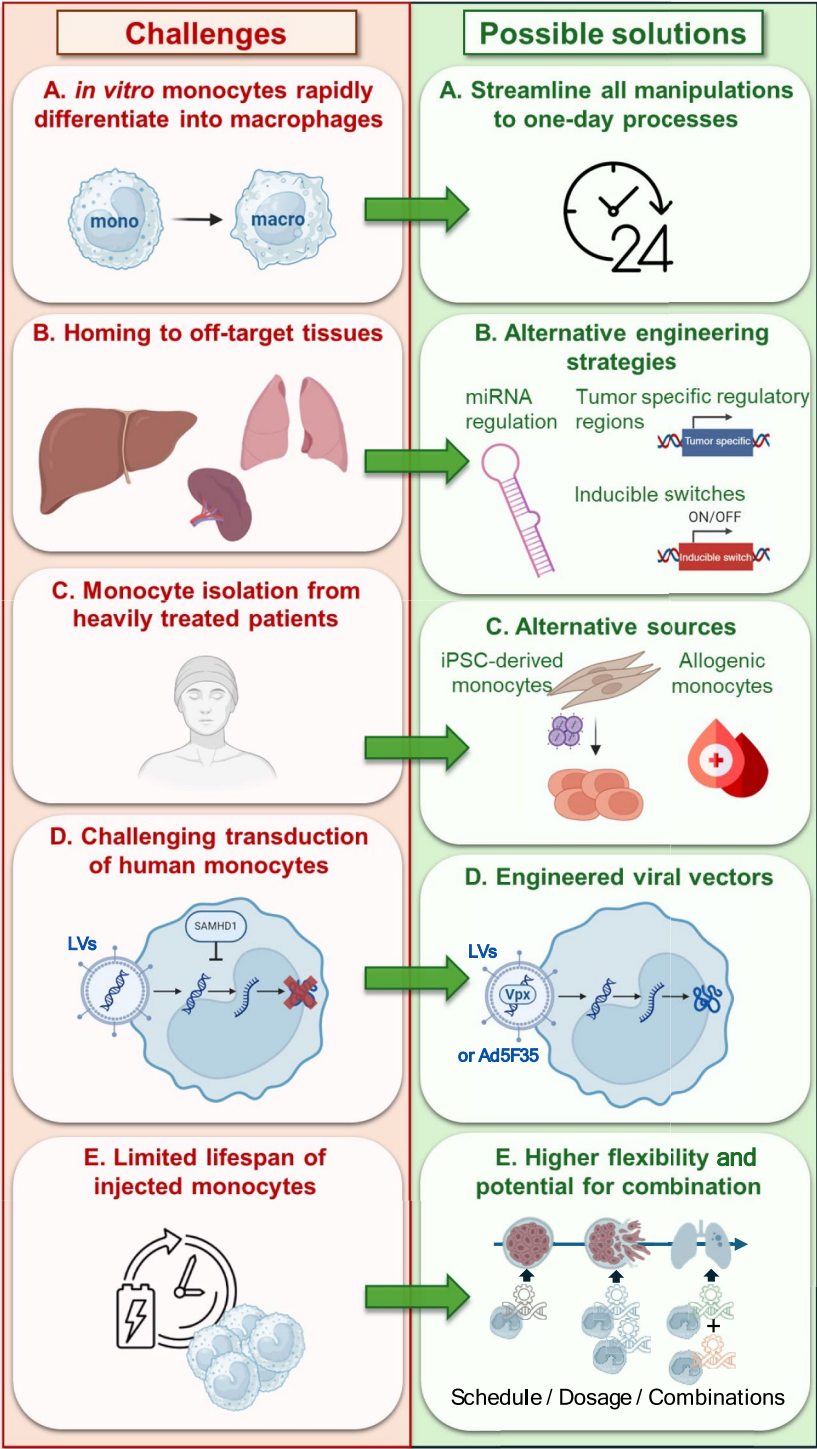 Challenges
Possible solutions
A. in vitro monocytes rapidly
differentiate into macrophages
mono
macro
A. Streamline all manipulations
to one-day processes
24
B. Homing to off-target tissues
B. Alternative engineering
strategies
miRNA
regulation
Tumor specific regulatory
regions
Tumor specific
Inducible switches
ON/OFF
Inducible switch
C. Monocyte isolation from
heavily treated patients
C. Alternative sources
iPSC-derived
monocytes
Allogenic
monocytes
D. Challenging transduction
of human monocytes
SAMHD1
LVs
D. Engineered viral vectors
LVs
Vpx
or Ad5F35
E. Limited lifespan of
injected monocytes
E. Higher flexibility and
potential for combination
+
Schedule / Dosage / Combinations